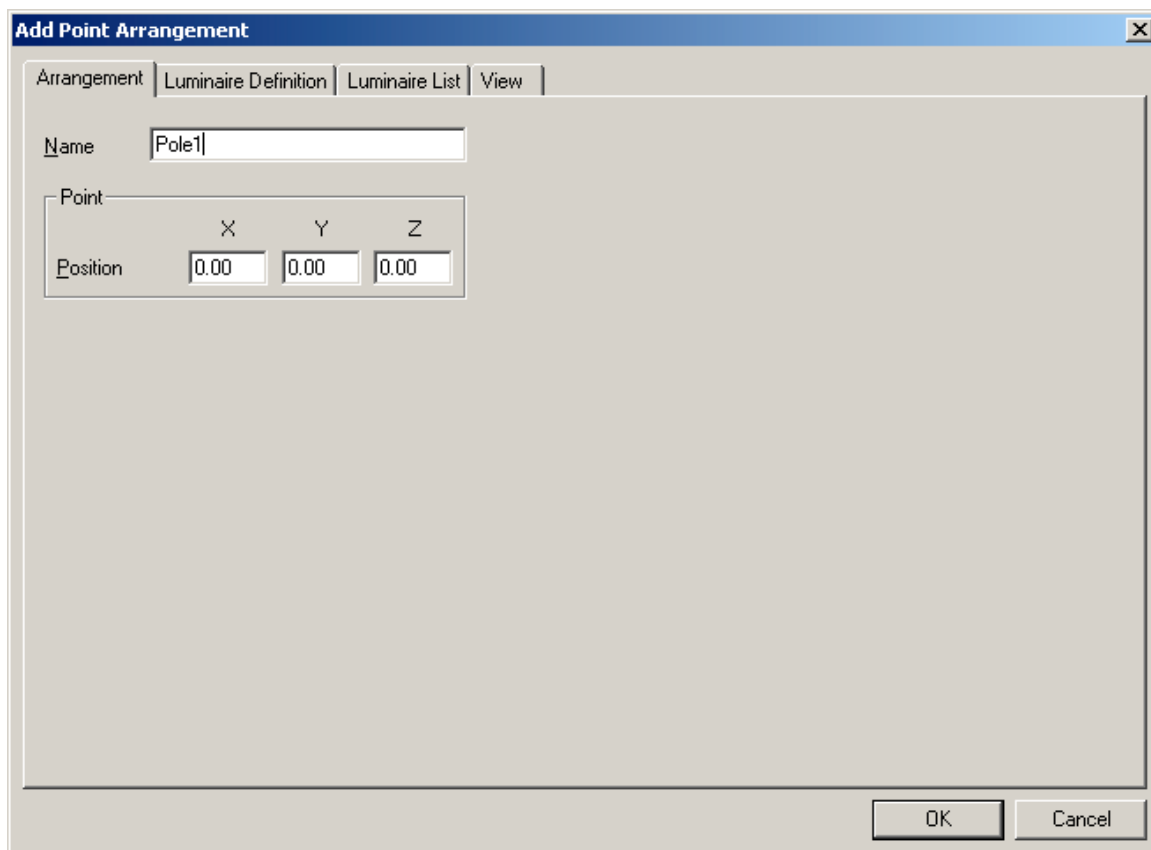 Add Point Arrangement
Arrangement Luminaire Definition Luminaire List View
Name Pole1
Point
X Y Z
Position 0.00 0.00 0.00
OK Cancel